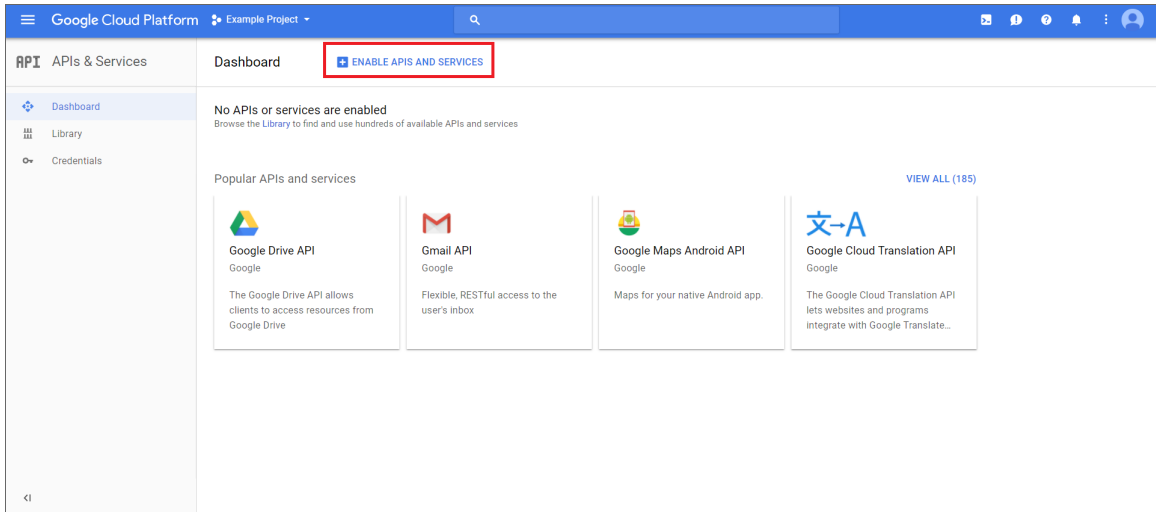 Google Cloud Platform
Example Project
API APIs & Services
Dashboard
ENABLE APIS AND SERVICES
Dashboard
Library
Credentials
No APIs or services are enabled
Browse the Library to find and use hundreds of available APIs and services
Popular APIs and services
VIEW ALL (185)
Google Drive API
Google
The Google Drive API allows
clients to access resources from
Google Drive
Gmail API
Google
Flexible, RESTful access to the
user's inbox
Google Maps Android API
Google
Maps for your native Android app.
文→A
Google Cloud Translation API
Google
The Google Cloud Translation API
lets websites and programs
integrate with Google Translate...